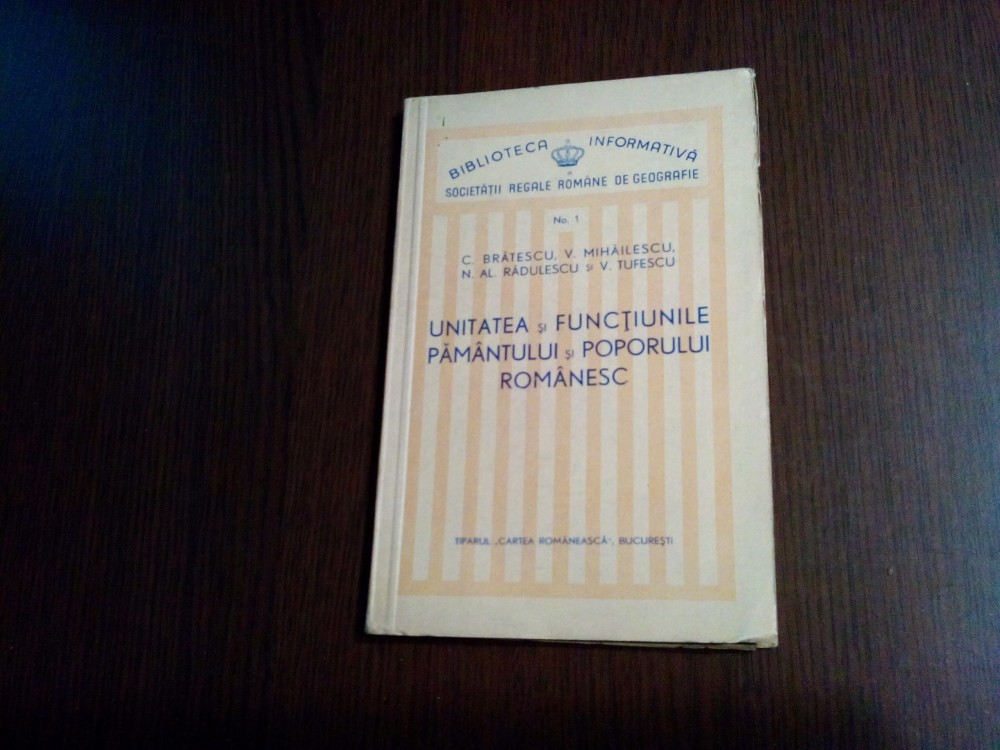 BIBLIOTECA INFORMATIVĂ
a
SOCIETĂȚII REGALE ROMÂNE DE GEOGRAFIE
No. 1
C. BRĂTESCU, V. MIHĂILESCU,
N. AL. RĂDULESCU și V. TUFESCU
UNITATEA și FUNCȚIUNILE
PĂMÂNTULUI și POPORULUI
ROMÂNESC
TIPARUL „CARTEA ROMÂNEASCĂ”, BUCUREȘTI